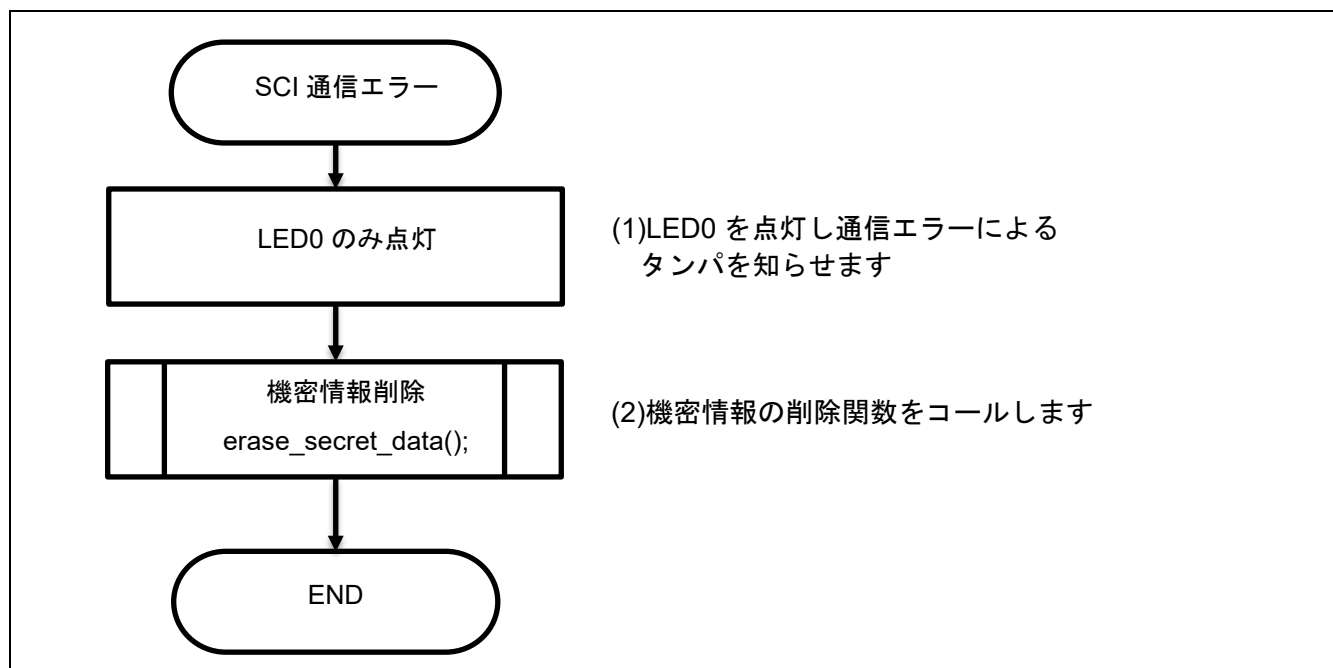 SCI 通信エラー
LED0 のみ点灯
(1)LED0 を点灯し通信エラーによる
タンパを知らせます
機密情報削除
erase_secret_data();
(2)機密情報の削除関数をコールします
END